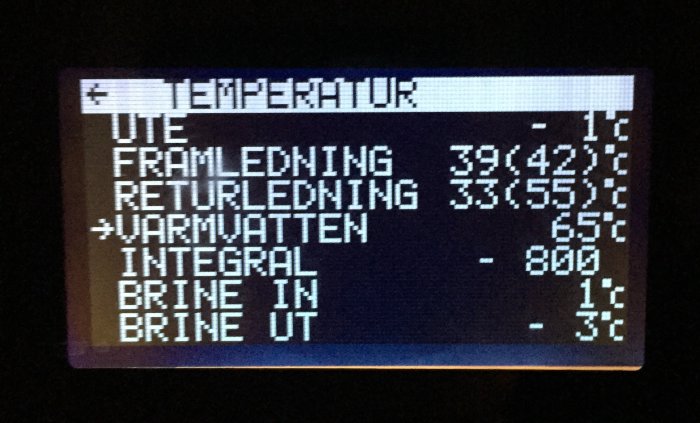 ← TEMPERATUR
UTE - 1°c
FRAMLEDNING 39(42)°c
RETURLEDNING 33(55)°c
→VARMVATTEN 65°c
INTEGRAL - 800
BRINE IN 1°c
BRINE UT - 3°c